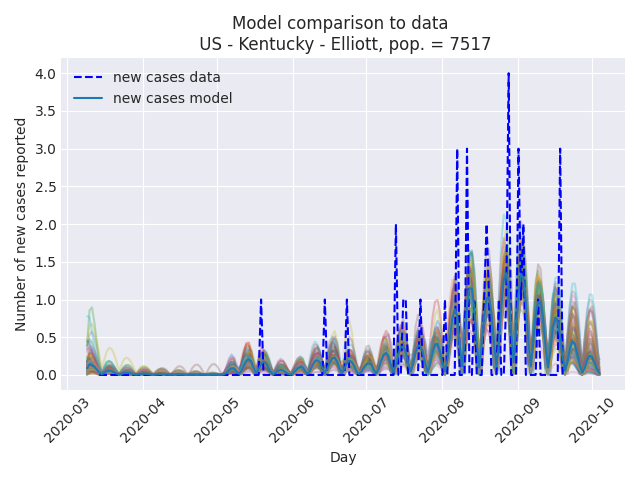 Model comparison to data
US - Kentucky - Elliott, pop. = 7517
new cases data
new cases model
Number of new cases reported
4.0
3.5
3.0
2.5
2.0
1.5
1.0
0.5
0.0
2020-03
2020-04
2020-05
2020-06
2020-07
2020-08
2020-09
2020-10
Day